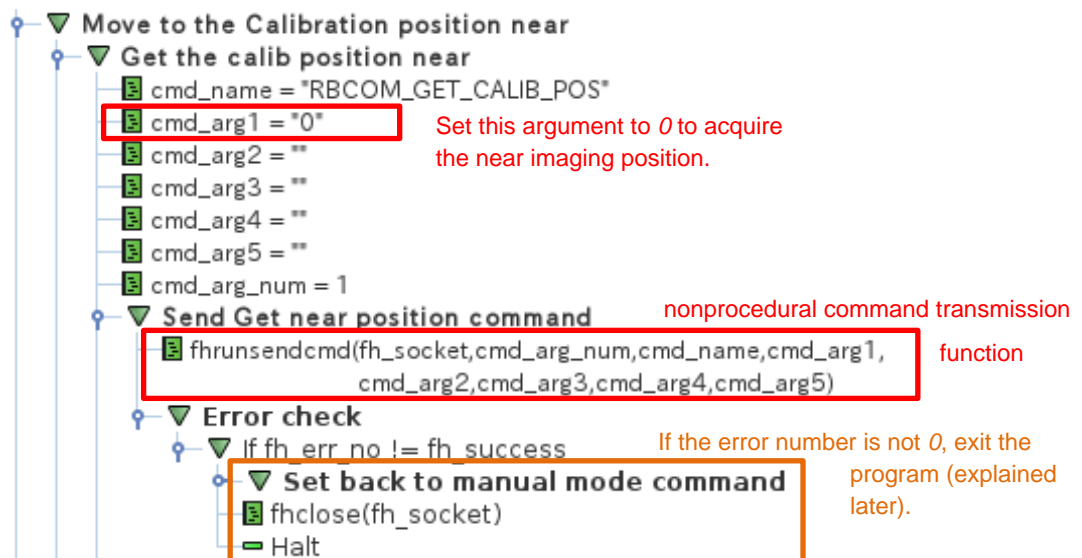 Move to the Calibration position near
Get the calib position near
cmd_name = "RBCOM_GET_CALIB_POS"
cmd_arg1 = "0"
Set this argument to 0 to acquire
the near imaging position.
cmd_arg2 = ""
cmd_arg3 = ""
cmd_arg4 = ""
cmd_arg5 = ""
cmd_arg_num = 1
Send Get near position command
nonprocedural command transmission
function
fhrunsendcmd(fh_socket,cmd_arg_num,cmd_name,cmd_arg1,
cmd_arg2,cmd_arg3,cmd_arg4,cmd_arg5)
Error check
If fh_err_no != fh_success
If the error number is not 0, exit the
program (explained
later).
Set back to manual mode command
fhclose(fh_socket)
Halt